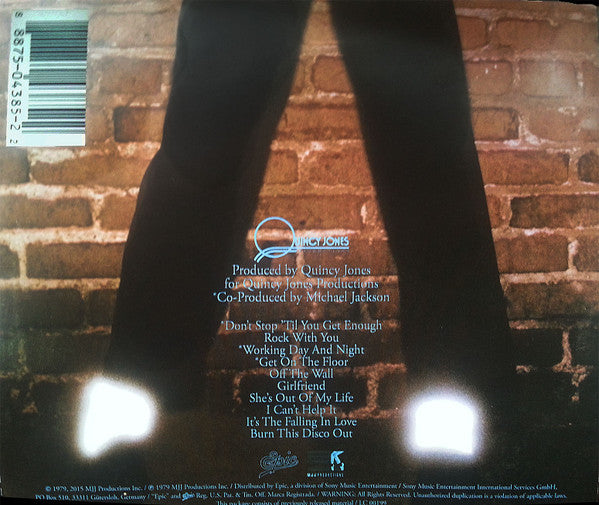 8 8875-04385-2 2
QUINCY JONES
Produced by Quincy Jones
for Quincy Jones Productions
*Co-Produced by Michael Jackson
*Don't Stop 'Til You Get Enough
Rock With You
*Working Day And Night
*Get On The Floor
Off The Wall
Girlfriend
She's Out Of My Life
I Can't Help It
It's The Falling In Love
Burn This Disco Out
Epic
MJJ PRODUCTIONS
© 1979, 2015 MJJ Productions Inc. / ℗ 1979 MJJ Productions Inc. / Distributed by Epic, a division of Sony Music Entertainment / Sony Music Entertainment International Services GmbH,
PO Box 510, 33311 Gütersloh, Germany / "Epic" and Epic Reg. U.S. Pat. & Tm. Off. Marca Registrada. / WARNING: All Rights Reserved. Unauthorized duplication is a violation of applicable laws.
This package consists of previously released material / LC 00199